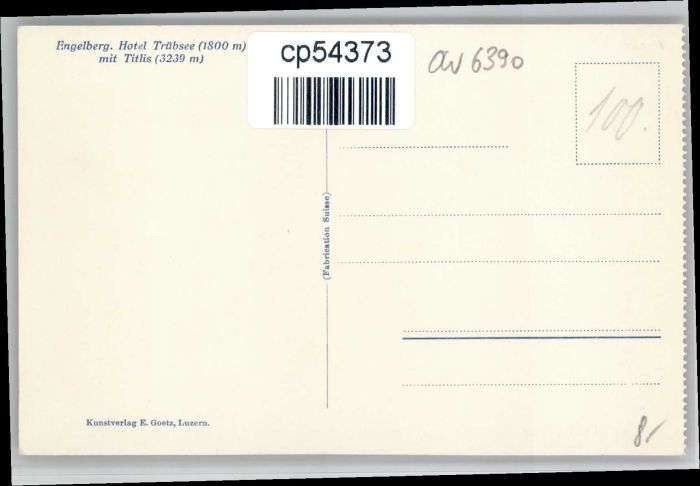 Engelberg. Hotel Trübsee (1800 m)
mit Titlis (3239 m)
cp54373
av 6390
100.
(Fabrication Suisse)
Kunstverlag E. Goetz, Luzern.
8.-